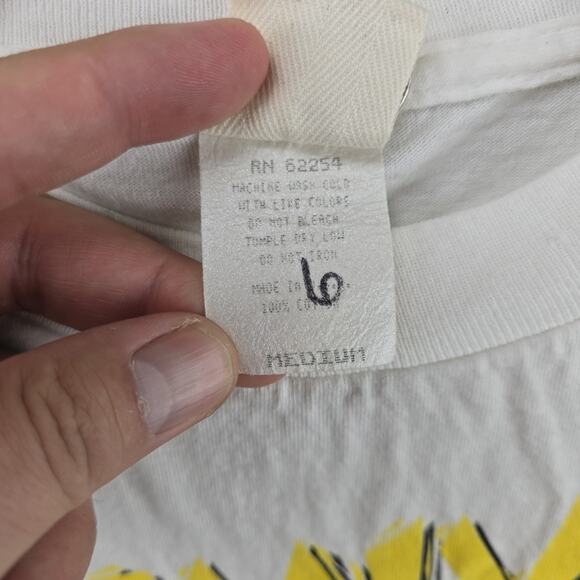 RN 62254
MACHINE WASH COLD
WITH LIKE COLORS
DO NOT BLEACH
TUMPLE DRY LOW
DO NOT IRON
MADE IN
100%
6
MEDIUM